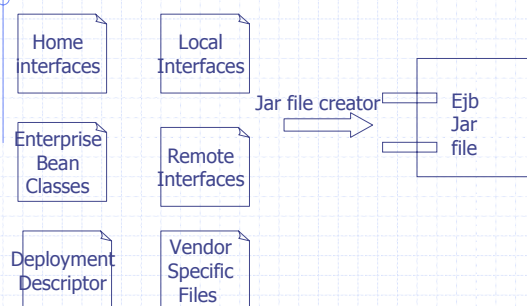 Home
interfaces
Local
Interfaces
Jar file creator
Ejb
Jar
file
Enterprise
Bean
Classes
Remote
Interfaces
Deployment
Descriptor
Vendor
Specific
Files